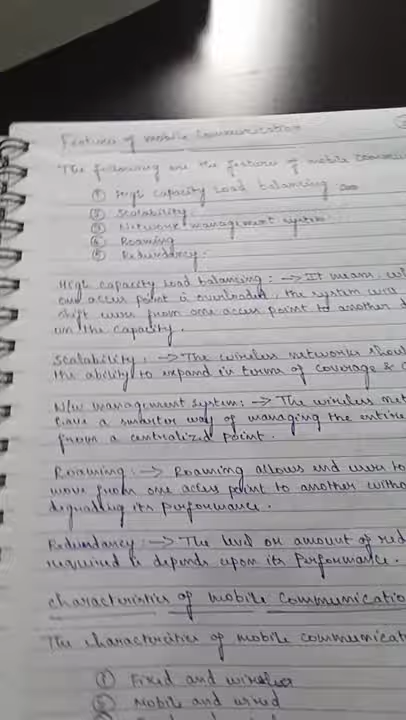 Features of mobile communication
The following are the features of mobile
① High capacity load balancing
② Scalability
③ Network management system
④ Roaming
⑤ Redundancy.
High capacity load balancing : → It means,
one access point is overloaded, the system will
shift user from one access point to another
on the capacity.
Scalability : → The wireless networks
the ability to expand in terms of coverage &
N/w management system : → The wireless
have a smarter way of managing the entire
from a centralized point.
Roaming : → Roaming allows end user to
move from one access point to another
degrading its performance.
Redundancy : → The level or amount of
required is depends upon its performance.
characteristics of mobile communication
The characteristics of mobile
① Fixed and wireless
② Mobile and wired